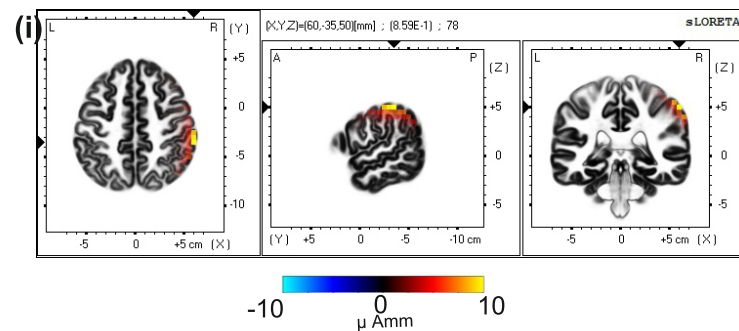 (i)
(X,Y,Z)=(60,-35,50)[mm] ; (8.59E-1) ; 78
sLORETA
L R (Y)
+5
0
-5
-10
-5 0 +5 cm (X)
A P (Z)
+5
0
-5
(Y) +5 0 -5 -10 cm
L R (Z)
+5
0
-5
-5 0 +5 cm (X)
-10 0 10
μ Amm